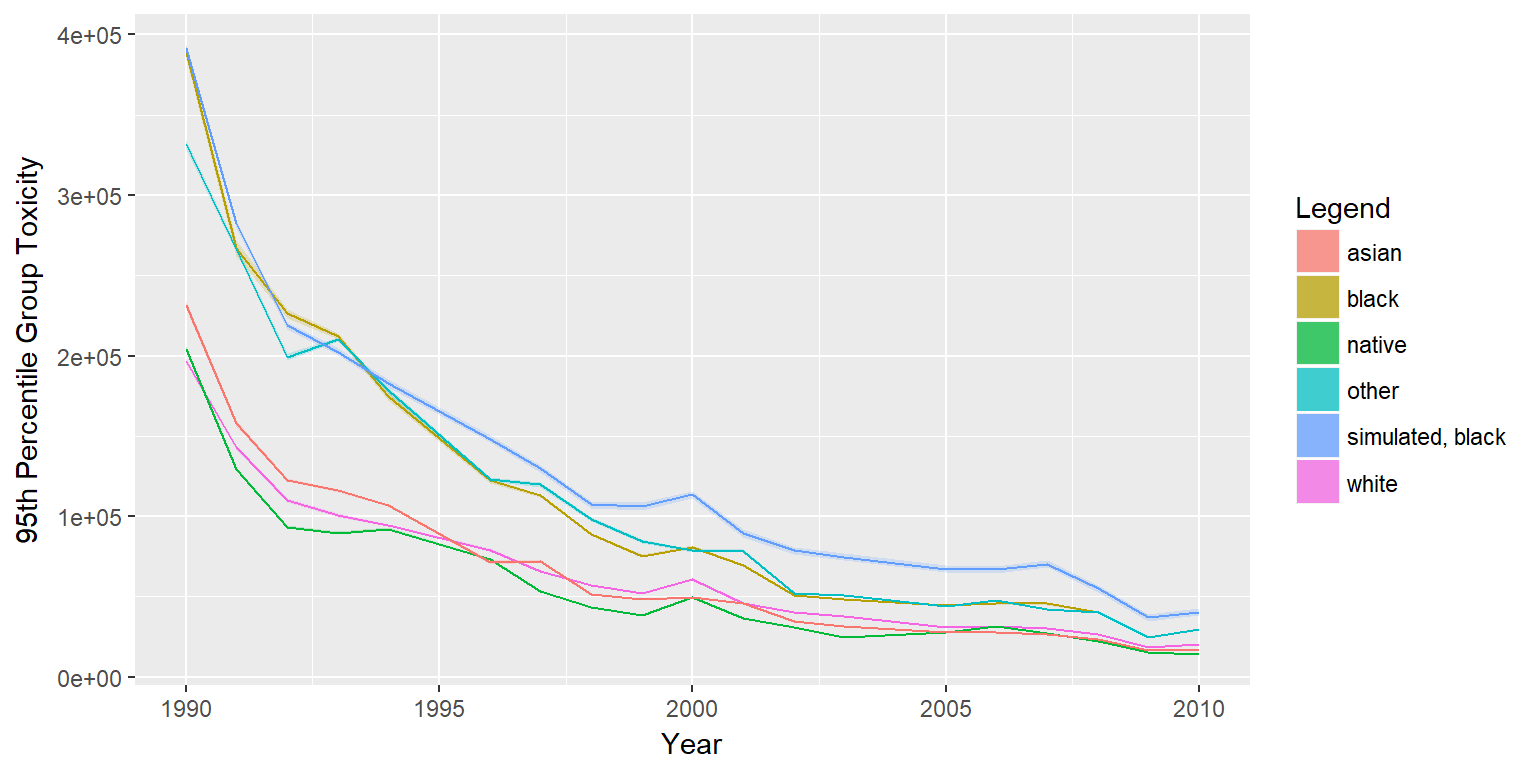 95th Percentile Group Toxicity
4e+05
3e+05
2e+05
1e+05
0e+00
1990 1995 2000 2005 2010
Year
Legend
asian
black
native
other
simulated, black
white